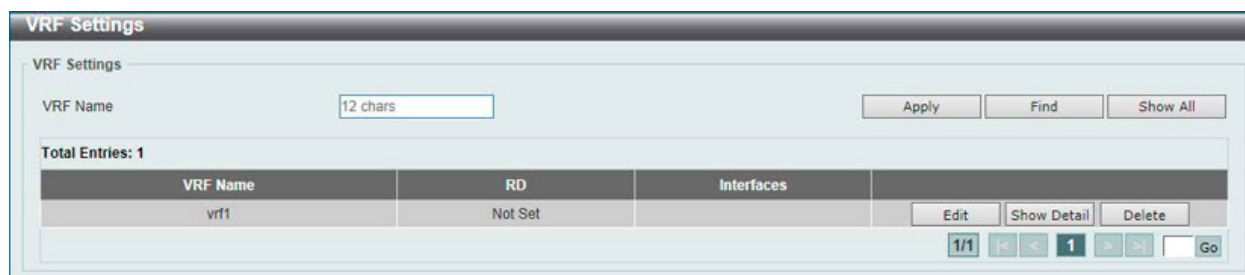 VRF Settings
VRF Settings
VRF Name 12 chars Apply Find Show All
Total Entries: 1
VRF Name RD Interfaces
vrf1 Not Set Edit Show Detail Delete
1/1 |< < 1 > >| Go